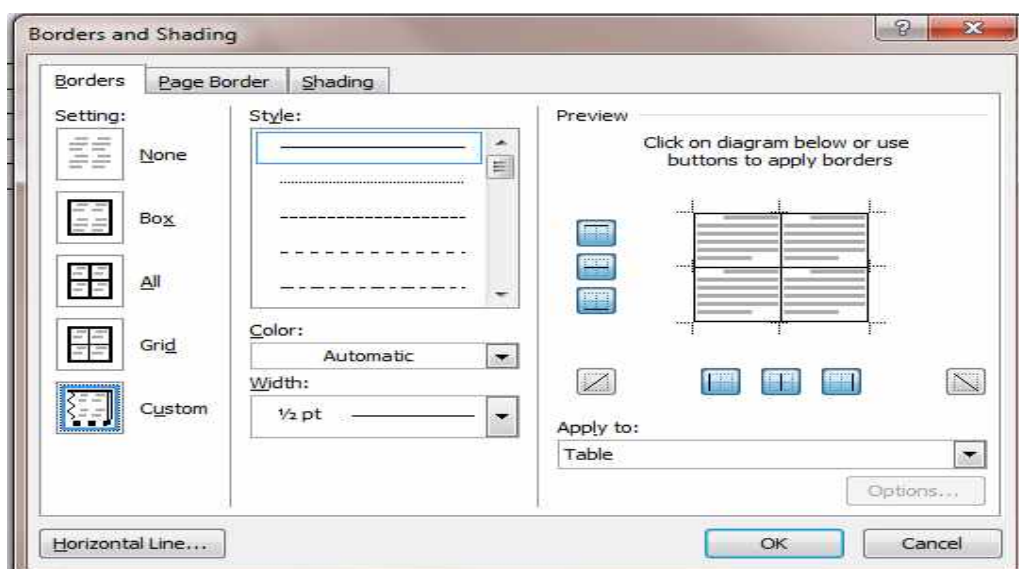 Borders and Shading
Borders
Page Border
Shading
Setting:
None
Box
All
Grid
Custom
Style:
Color:
Automatic
Width:
½ pt
Preview
Click on diagram below or use
buttons to apply borders
Apply to:
Table
Options...
Horizontal Line...
OK
Cancel